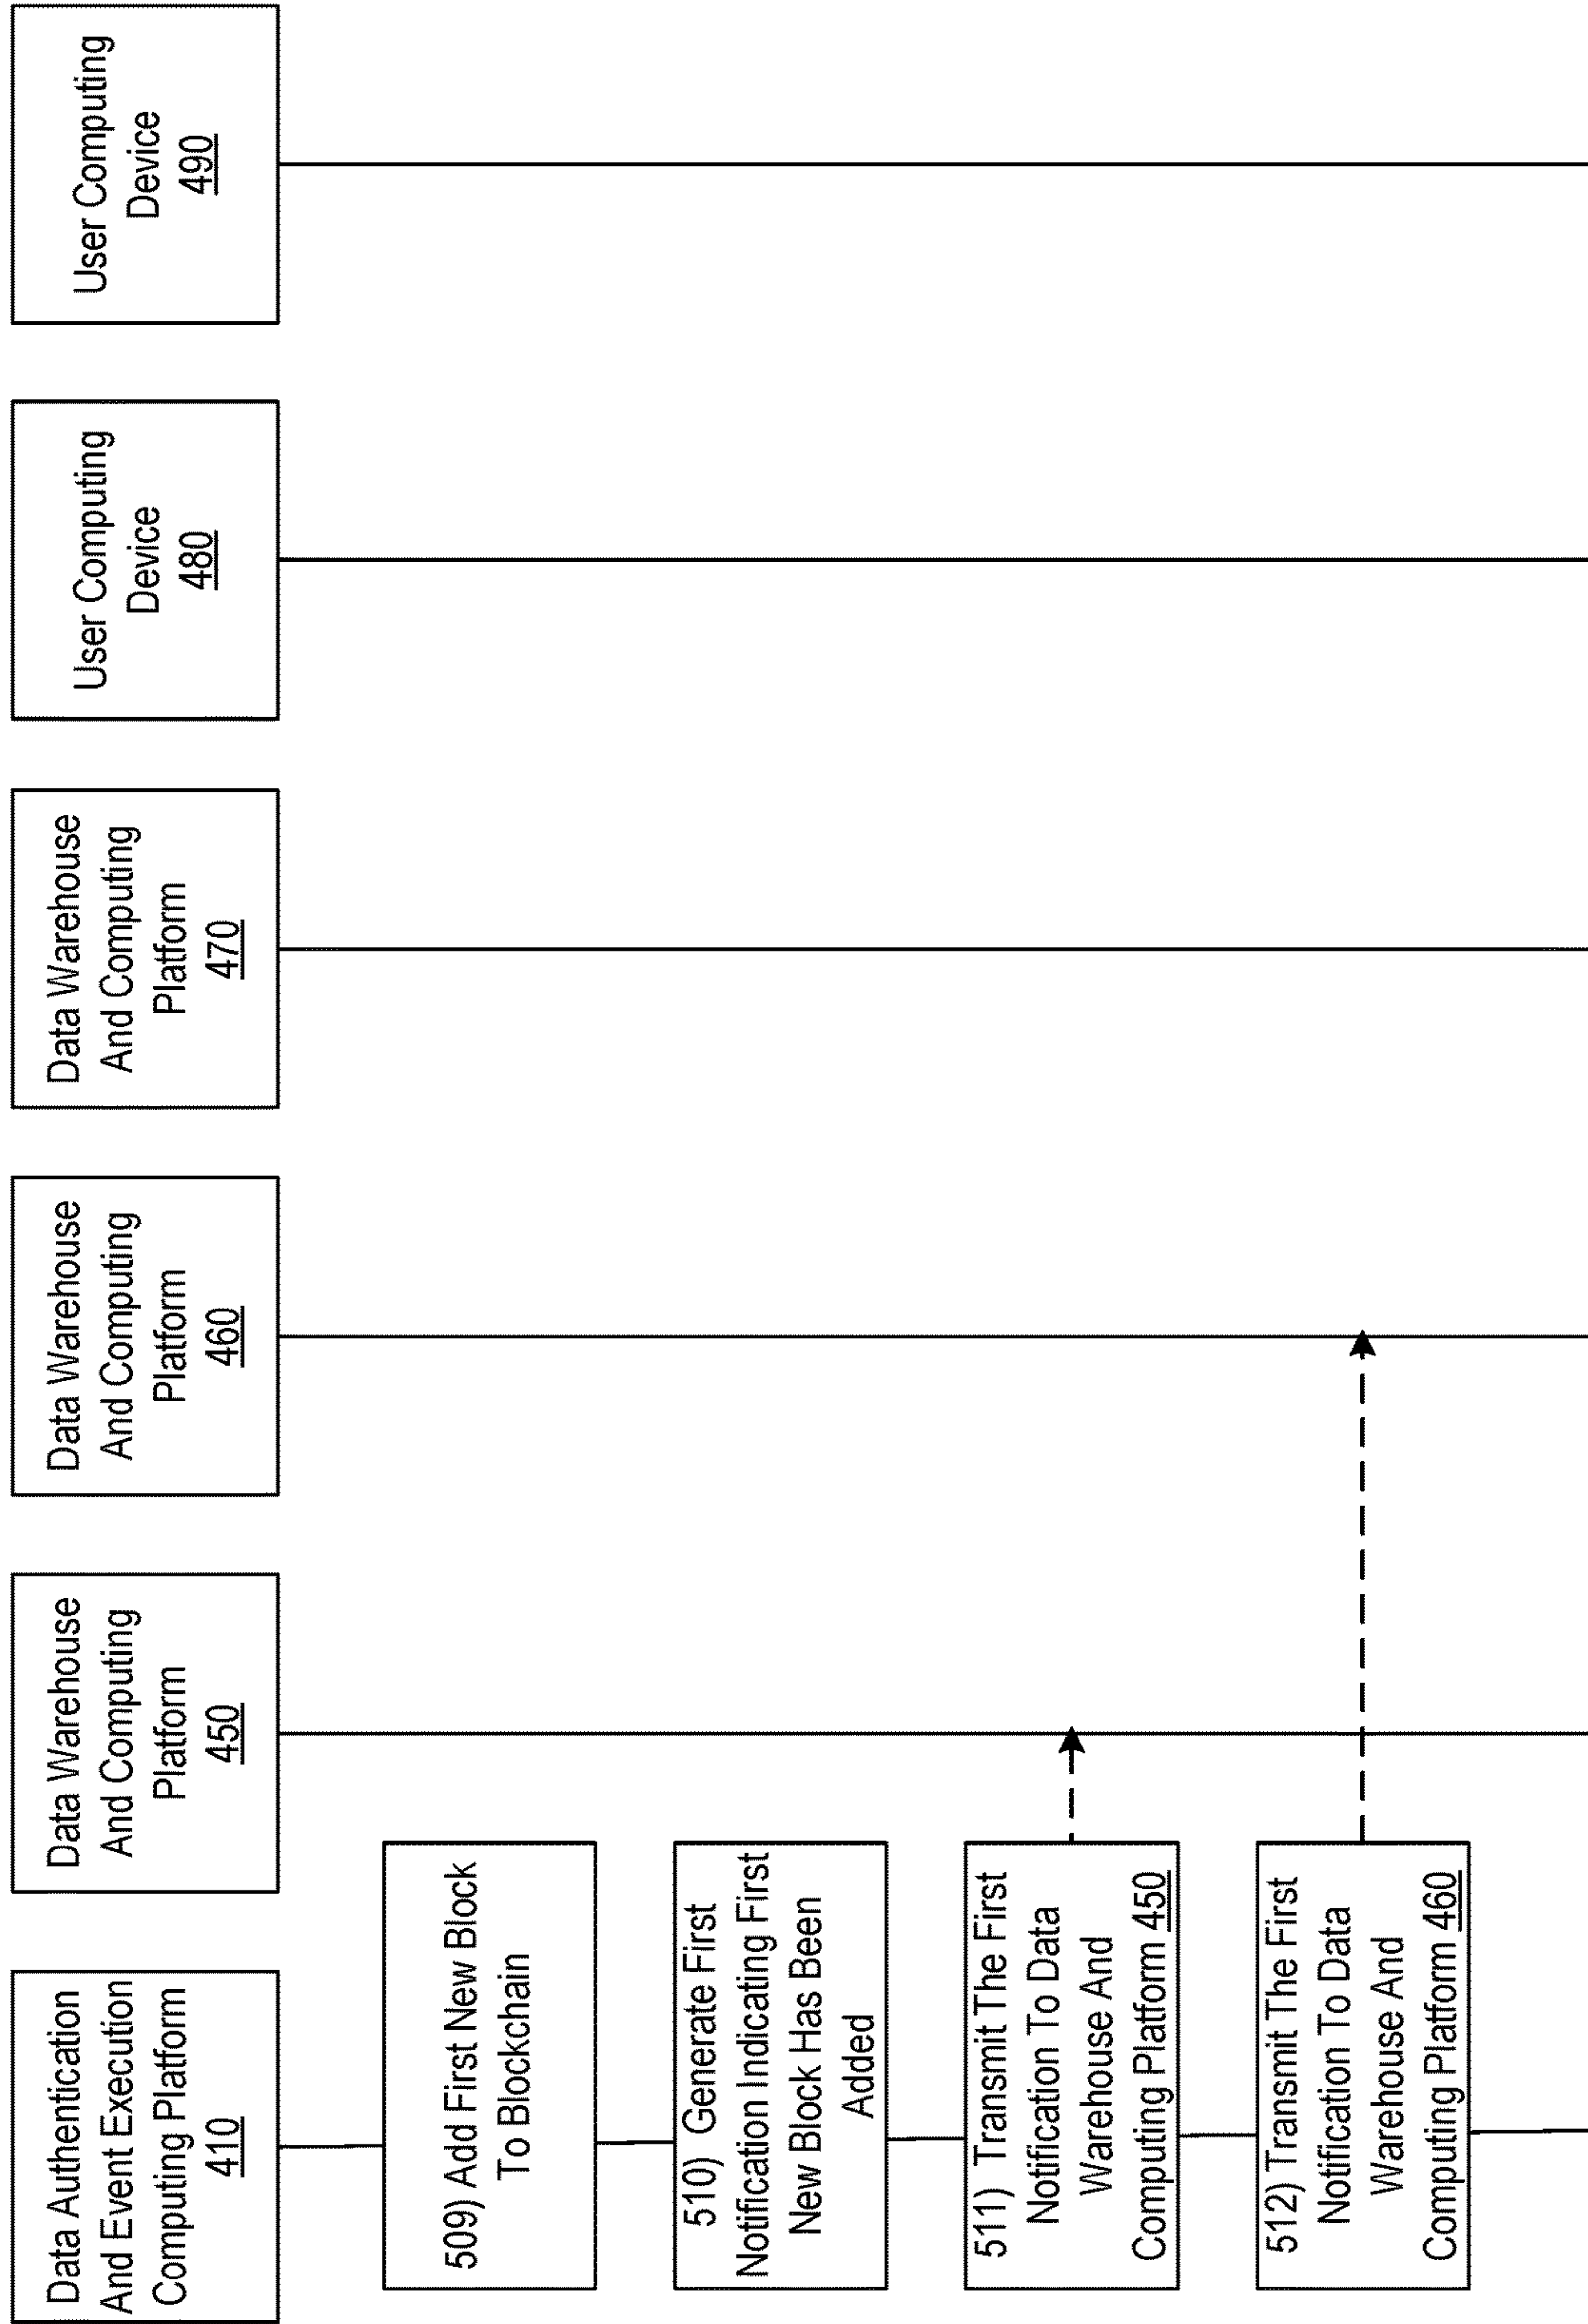 Data Authentication
And Event Execution
Computing Platform
410
Data Warehouse
And Computing
Platform
450
Data Warehouse
And Computing
Platform
460
Data Warehouse
And Computing
Platform
470
User Computing
Device
480
User Computing
Device
490
509) Add First New Block
To Blockchain
510) Generate First
Notification Indicating First
New Block Has Been
Added
511) Transmit The First
Notification To Data
Warehouse And
Computing Platform 450
512) Transmit The First
Notification To Data
Warehouse And
Computing Platform 460